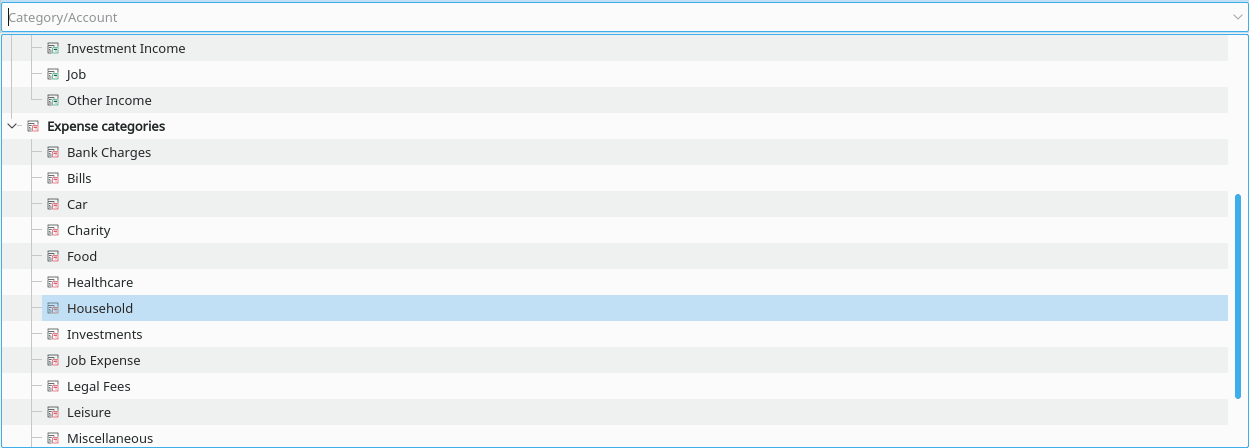 Category/Account
Investment Income
Job
Other Income
Expense categories
Bank Charges
Bills
Car
Charity
Food
Healthcare
Household
Investments
Job Expense
Legal Fees
Leisure
Miscellaneous